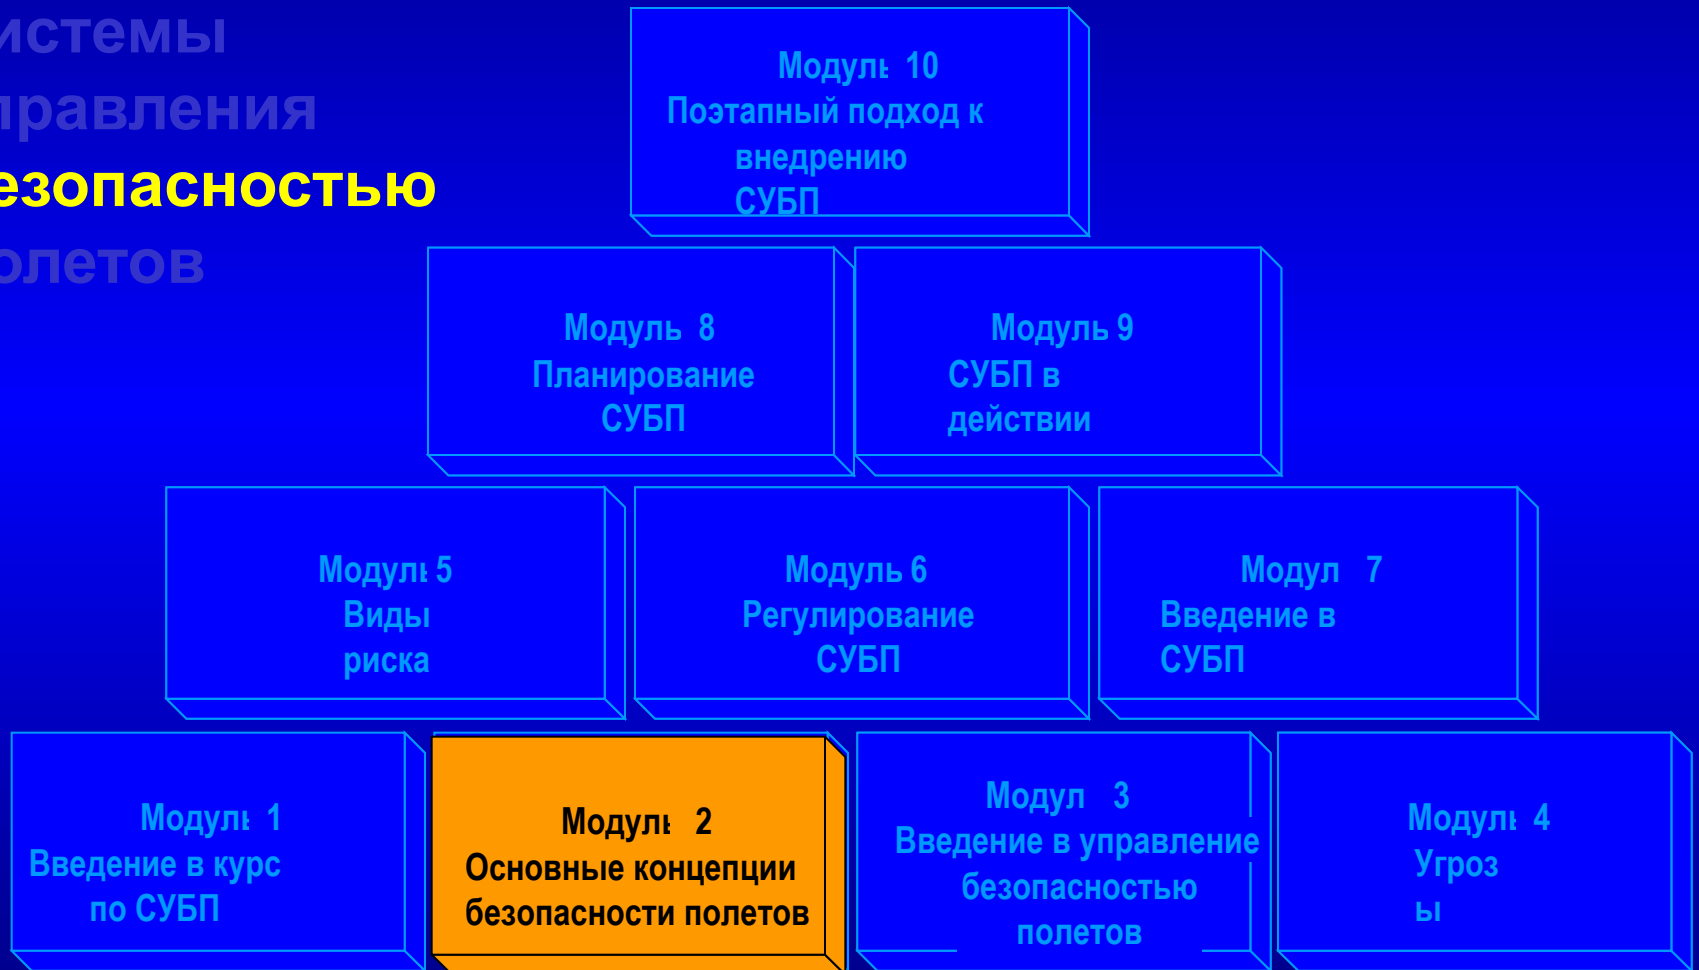 истемы
правления
езопасностью
олетов
Модуль 10
Поэтапный подход к
внедрению
СУБП
Модуль 8
Планирование
СУБП
Модуль 9
СУБП в
действии
Модуль 5
Виды
риска
Модуль 6
Регулирование
СУБП
Модул 7
Введение в
СУБП
Модуль 1
Введение в курс
по СУБП
Модуль 2
Основные концепции
безопасности полетов
Модул 3
Введение в управление
безопасностью
полетов
Модуль 4
Угроз
ы